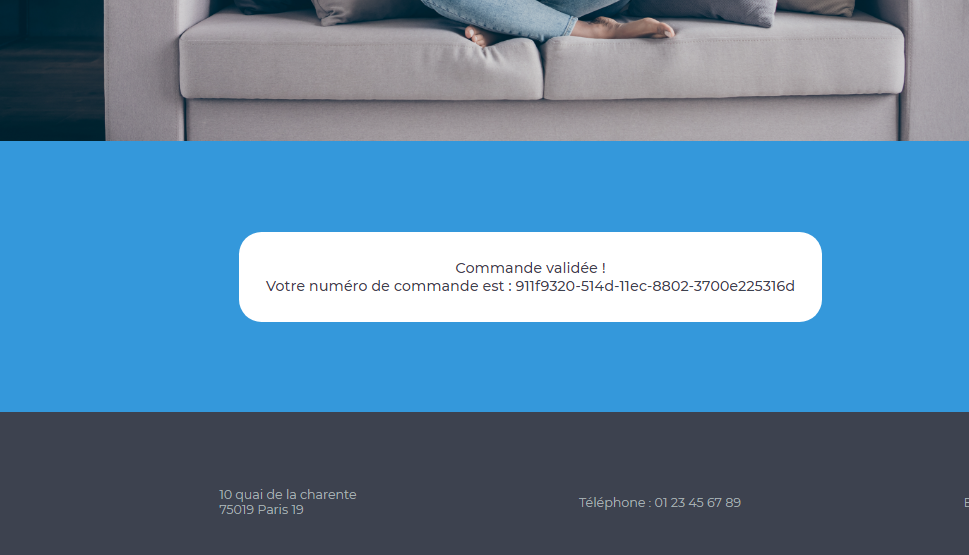 Commande validée !
Votre numéro de commande est : 911f9320-514d-11ec-8802-3700e225316d
10 quai de la charente
75019 Paris 19
Téléphone : 01 23 45 67 89